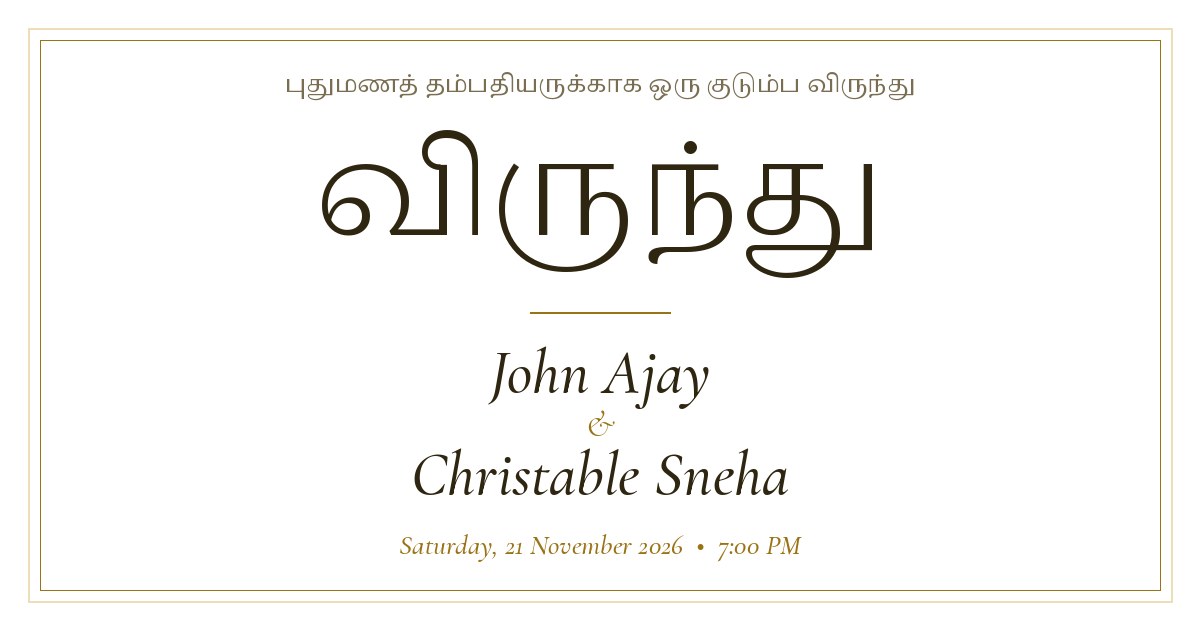 புதுமணத் தம்பதியருக்காக ஒரு குடும்ப விருந்து
விருந்து
John Ajay
&
Christable Sneha
Saturday, 21 November 2026 • 7:00 PM